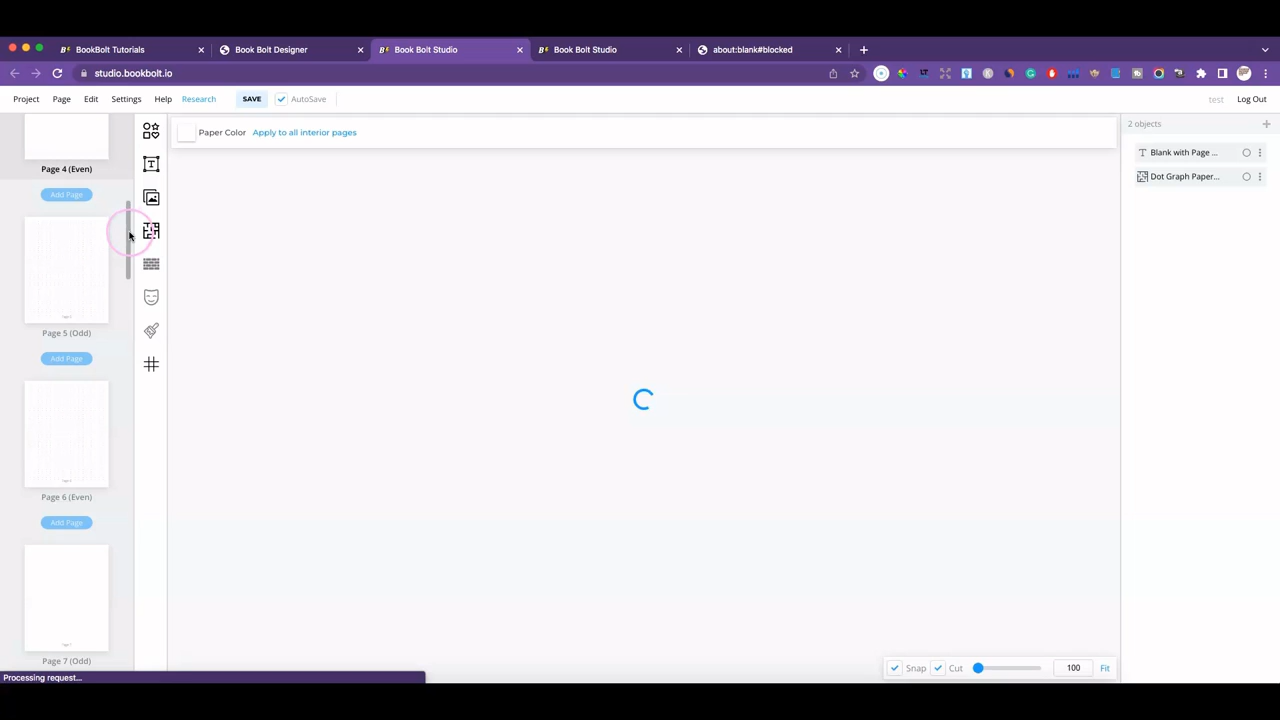 BookBolt Tutorials
Book Bolt Designer
Book Bolt Studio
Book Bolt Studio
about:blank#blocked
studio.bookbolt.io
Project
Page
Edit
Settings
Help
Research
SAVE
AutoSave
test
Log Out
Paper Color
Apply to all interior pages
2 objects
Blank with Page ...
Dot Graph Paper...
Page 4 (Even)
Add Page
Page 5 (Odd)
Add Page
Page 6 (Even)
Add Page
Page 7 (Odd)
Snap
Cut
100
Fit
Processing request...